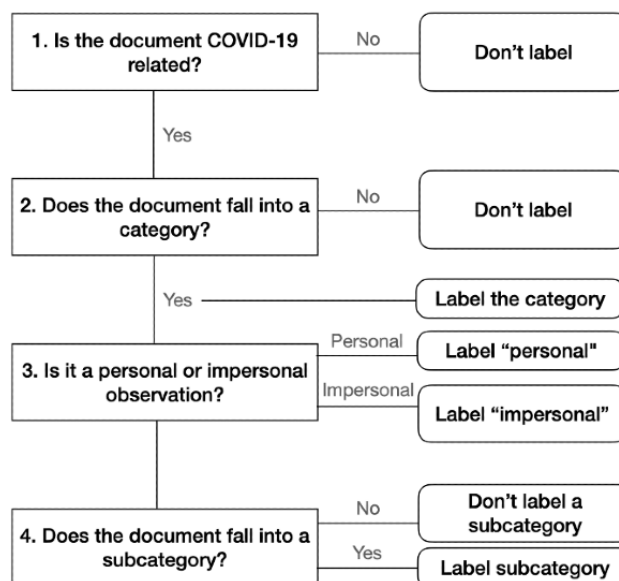 1. Is the document COVID-19
related?
No
Don’t label
Yes
2. Does the document fall into a
category?
No
Don’t label
Yes
Label the category
3. Is it a personal or impersonal
observation?
Personal
Label “personal"
Impersonal
Label “impersonal”
4. Does the document fall into a
subcategory?
No
Don’t label a
subcategory
Yes
Label subcategory